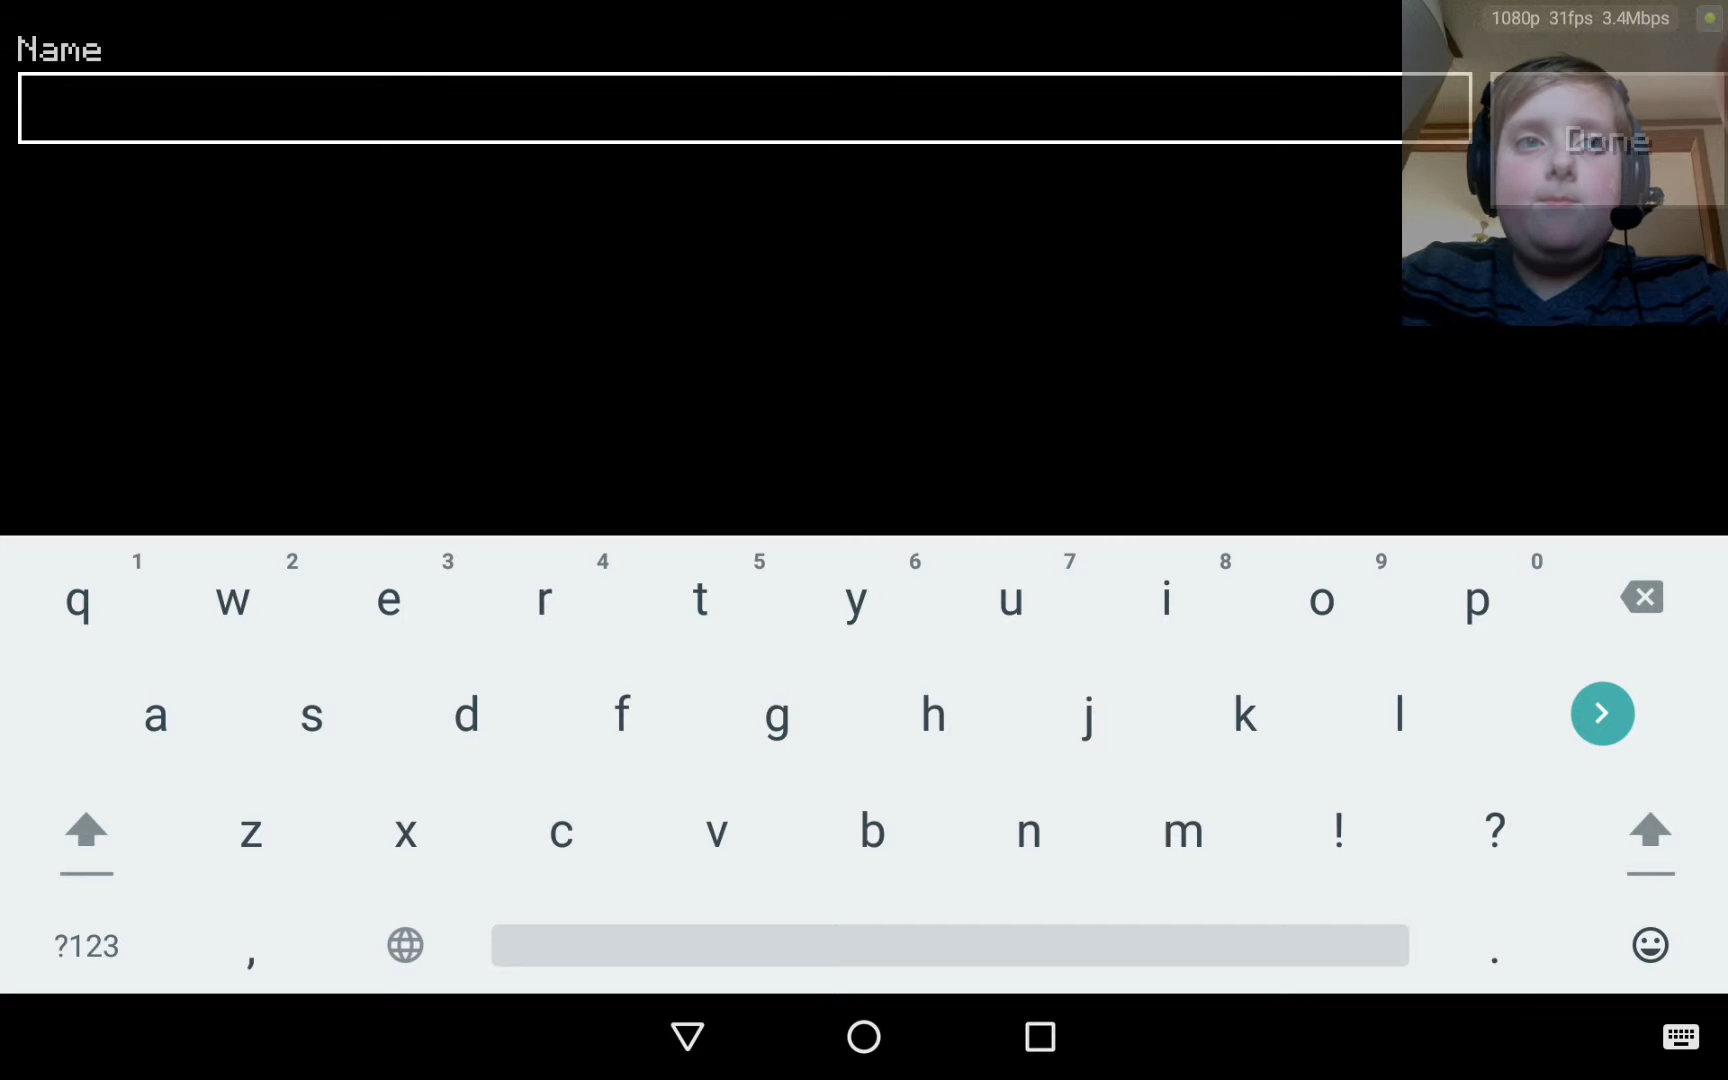 1080p 31fps 3.4Mbps
Name
Done
1 2 3 4 5 6 7 8 9 0
q w e r t y u i o p
a s d f g h j k l
z x c v b n m ! ?
?123 , .